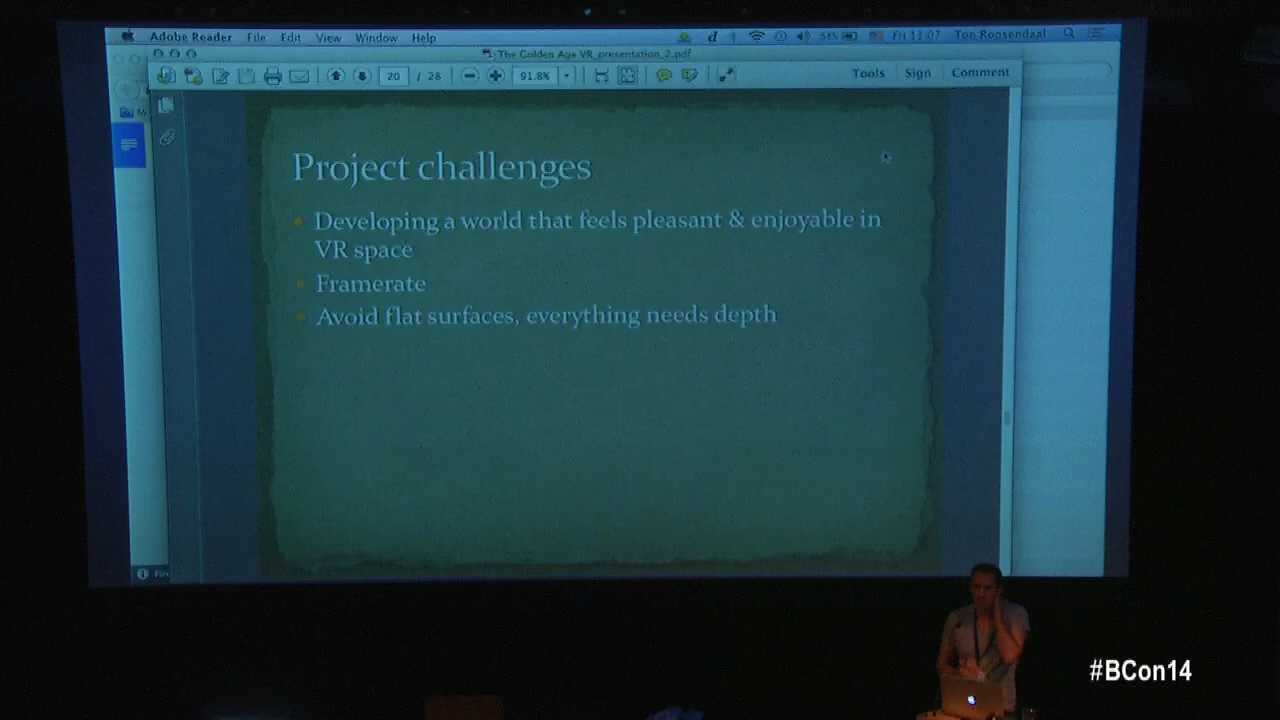 Adobe Reader File Edit View Window Help
56% Fri 13:07 Ton Roosendaal
The Golden Age VR_presentation_2.pdf
20 / 28 91.8% Tools Sign Comment
Project challenges
Developing a world that feels pleasant & enjoyable in
VR space
Framerate
Avoid flat surfaces, everything needs depth
#BCon14